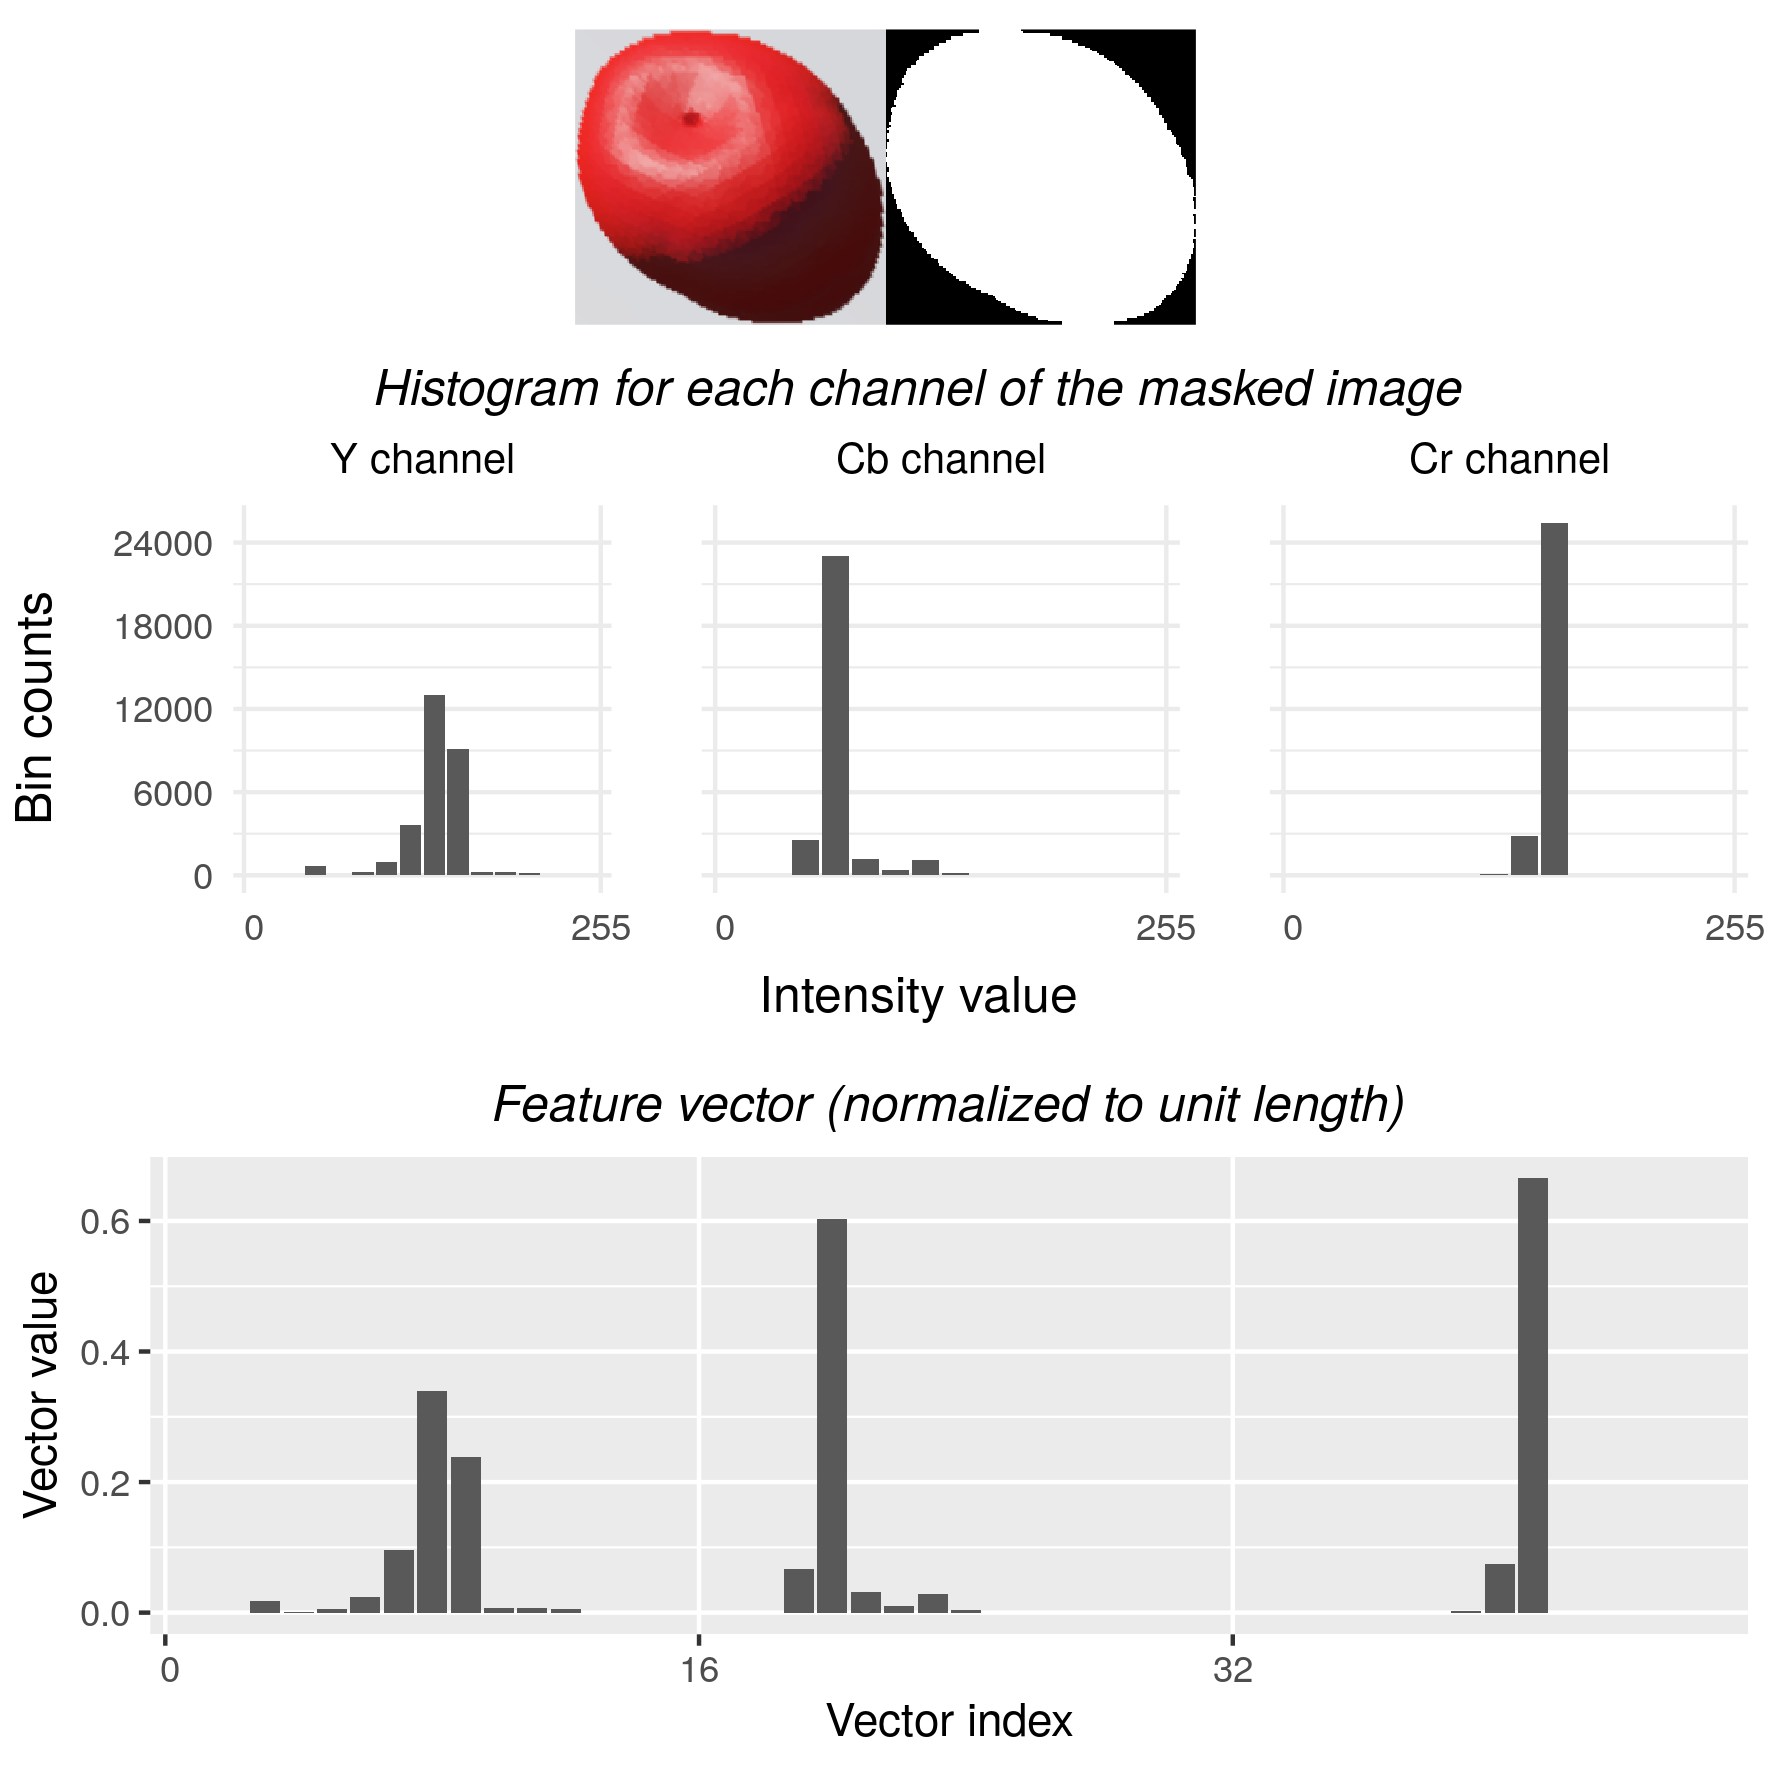 Histogram for each channel of the masked image
Y channel Cb channel Cr channel
Bin counts
24000
18000
12000
6000
0
0 255 0 255 0 255
Intensity value
Feature vector (normalized to unit length)
Vector value
0.6
0.4
0.2
0.0
0 16 32
Vector index